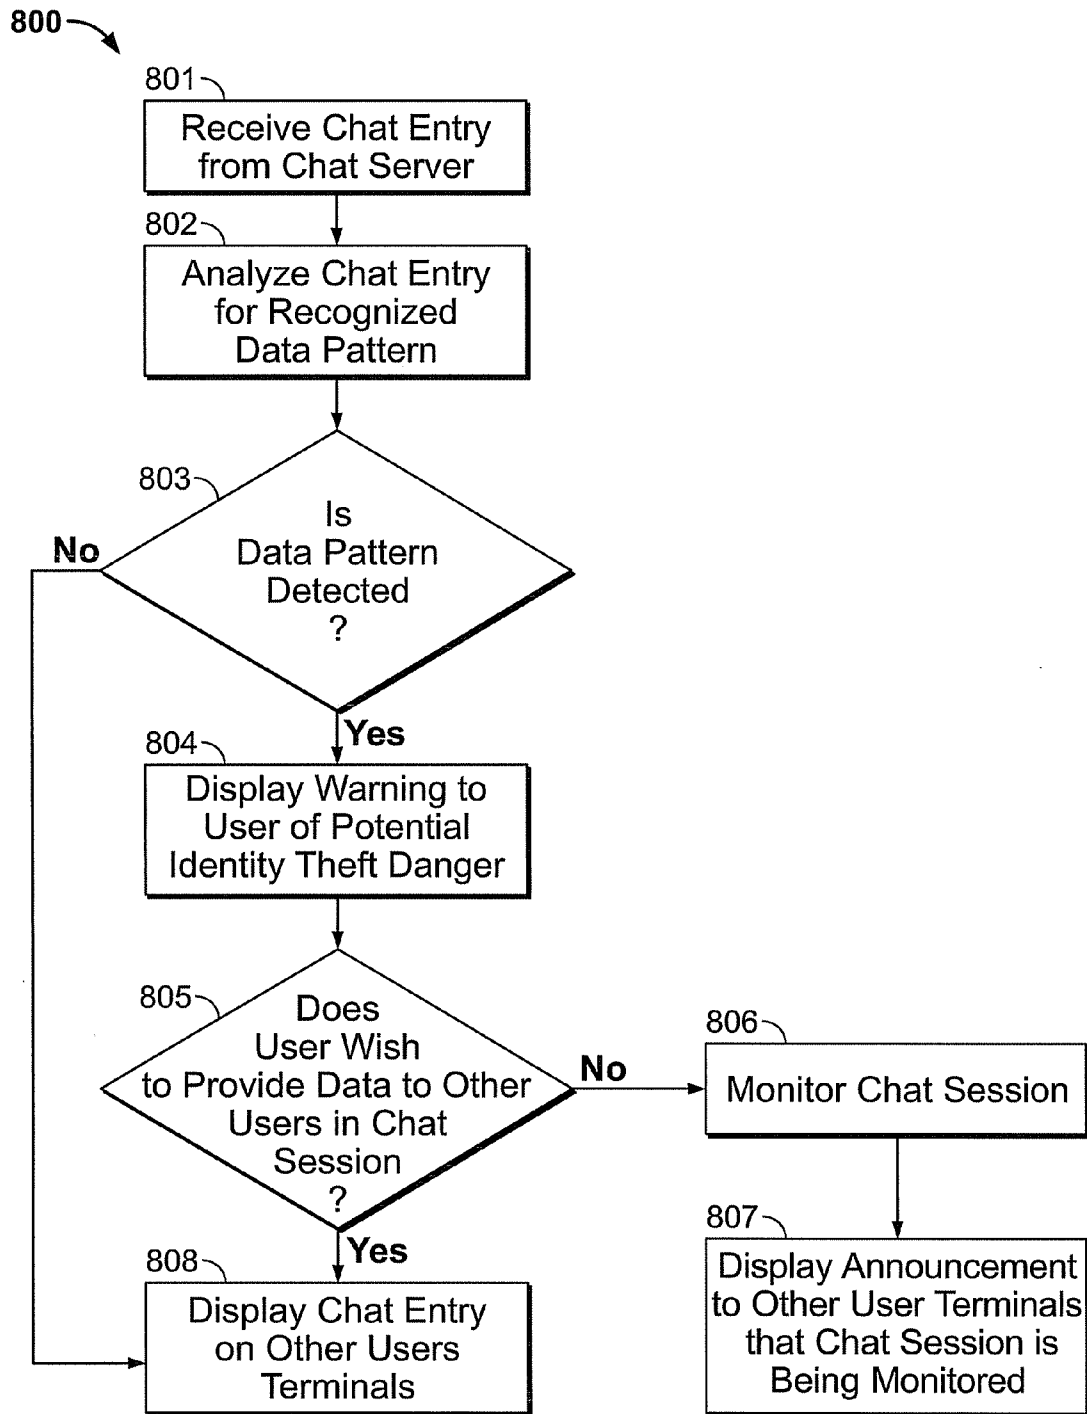 800
801
Receive Chat Entry
from Chat Server
802
Analyze Chat Entry
for Recognized
Data Pattern
803
Is
Data Pattern
Detected
?
No
Yes
804
Display Warning to
User of Potential
Identity Theft Danger
805
Does
User Wish
to Provide Data to Other
Users in Chat
Session
?
No
806
Monitor Chat Session
807
Display Announcement
to Other User Terminals
that Chat Session is
Being Monitored
Yes
808
Display Chat Entry
on Other Users
Terminals